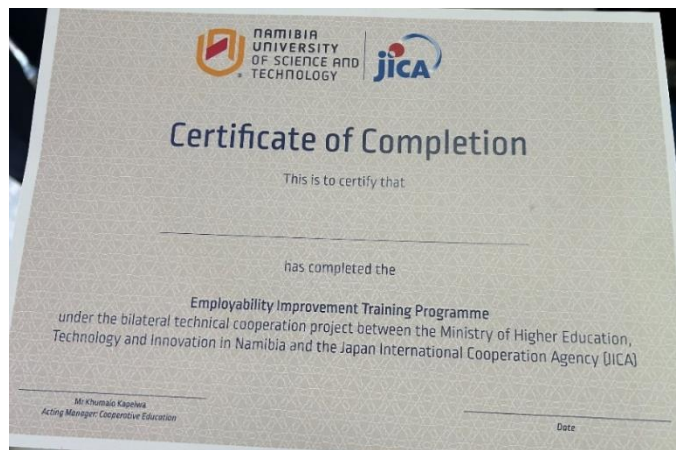 NAMIBIA
UNIVERSITY
OF SCIENCE AND
TECHNOLOGY
JICA
Certificate of Completion
This is to certify that
has completed the
Employability Improvement Training Programme
under the bilateral technical cooperation project between the Ministry of Higher Education,
Technology and Innovation in Namibia and the Japan International Cooperation Agency (JICA)
Mr Khumalo Kapelwa
Acting Manager: Cooperative Education
Date